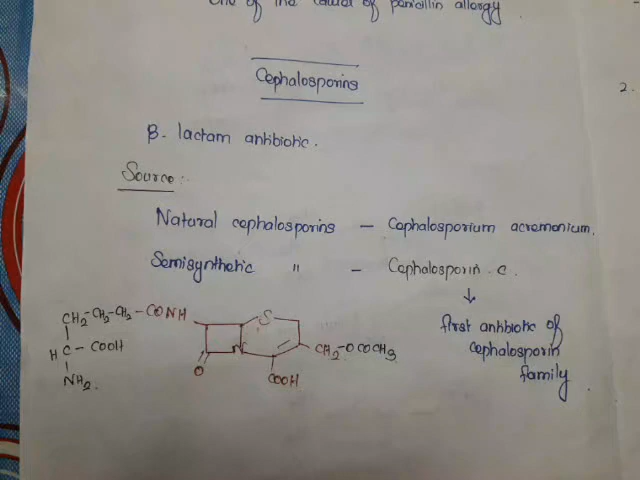 One of the cause of penicillin allergy.
Cephalosporins
2.
β- lactam antibiotic.
Source :-
Natural cephalosporins - Cephalosporium acremonium.
Semisynthetic " - Cephalosporin - C.
↓
first antibiotic of
cephalosporin
family.
CH2-CH2-CH2-CONH
S
N
O
CH2-OCOCH3
COOH
H C - COOH
NH2.